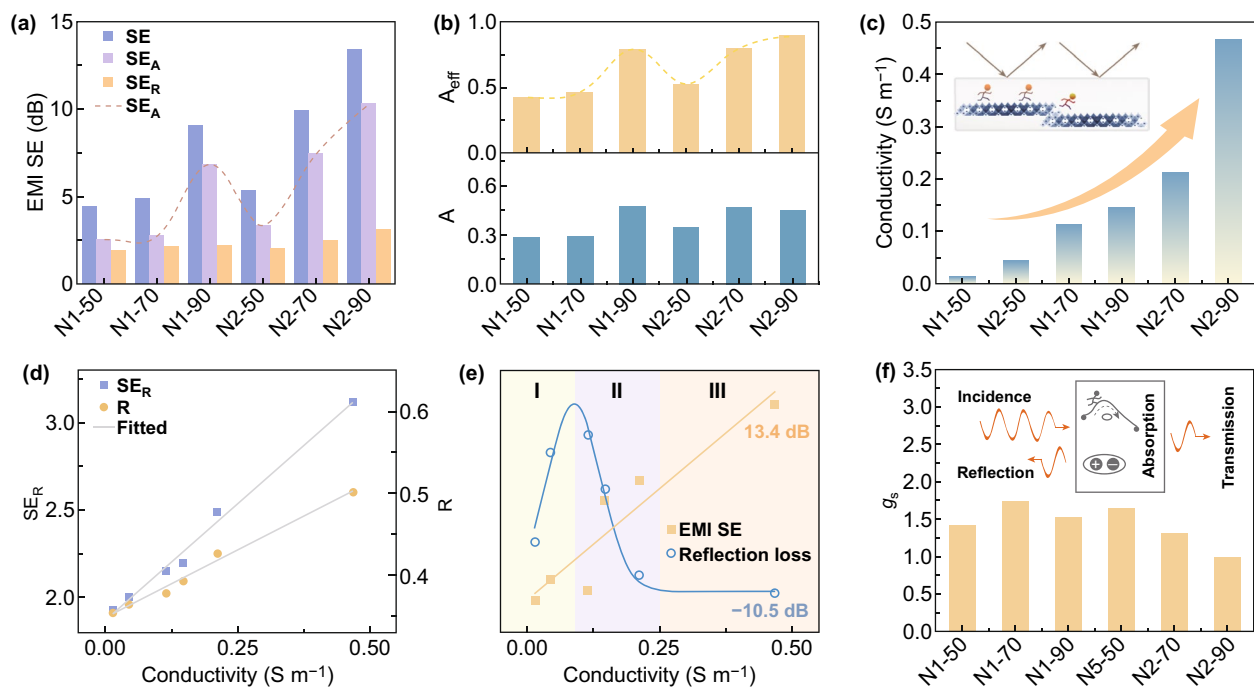 (a)
15
10
5
0
EMI SE (dB)
SE
SE_A
SE_R
SE_A
N1-50
N1-70
N1-90
N2-50
N2-70
N2-90
(b)
1.0
0.5
0.0
A_eff
0.6
0.3
0.0
A
N1-50
N1-70
N1-90
N2-50
N2-70
N2-90
(c)
0.5
0.4
0.3
0.2
0.1
0.0
Conductivity (S m⁻¹)
N1-50
N2-50
N1-70
N1-90
N2-70
N2-90
(d)
SE_R
R
Fitted
3.0
2.5
2.0
SE_R
0.6
0.5
0.4
R
0.00
0.25
0.50
Conductivity (S m⁻¹)
(e)
I
II
III
13.4 dB
EMI SE
Reflection loss
−10.5 dB
0.00
0.25
0.50
Conductivity (S m⁻¹)
(f)
3.5
3.0
2.5
2.0
1.5
1.0
0.5
0.0
g_s
Incidence
Reflection
Absorption
Transmission
N1-50
N1-70
N1-90
N5-50
N2-70
N2-90